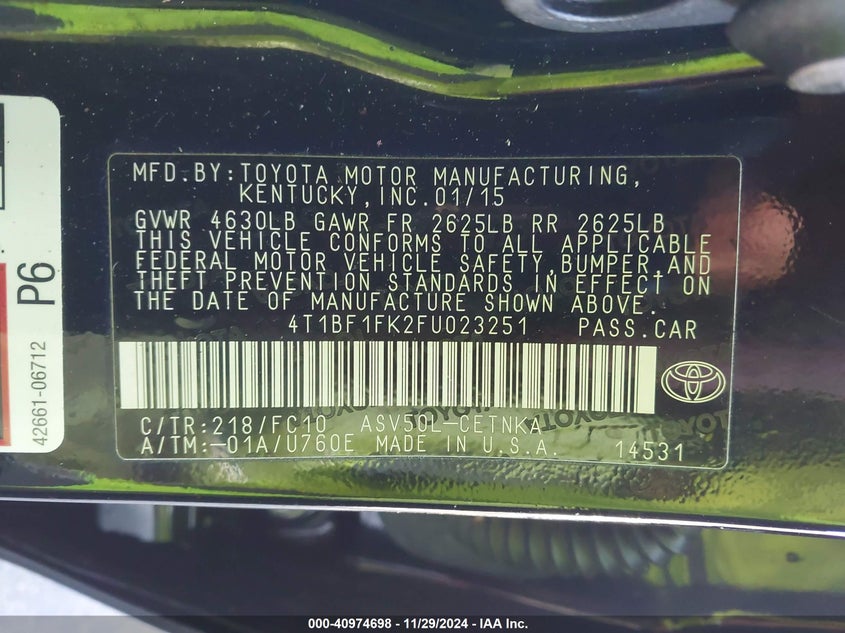 MFD.BY:TOYOTA MOTOR MANUFACTURING,
KENTUCKY,INC.01/15
GVWR 4630LB GAWR FR 2625LB RR 2625LB
THIS VEHICLE CONFORMS TO ALL APPLICABLE
FEDERAL MOTOR VEHICLE SAFETY,BUMPER,AND
THEFT PREVENTION STANDARDS IN EFFECT ON
THE DATE OF MANUFACTURE SHOWN ABOVE.
4T1BF1FK2FU023251 PASS.CAR
C/TR:218/FC10 ASV50L-CETNKA
A/TM:-01A/U760E MADE IN U.S.A. 14531
P6
42661-06712
000-40974698 - 11/29/2024 - IAA Inc.